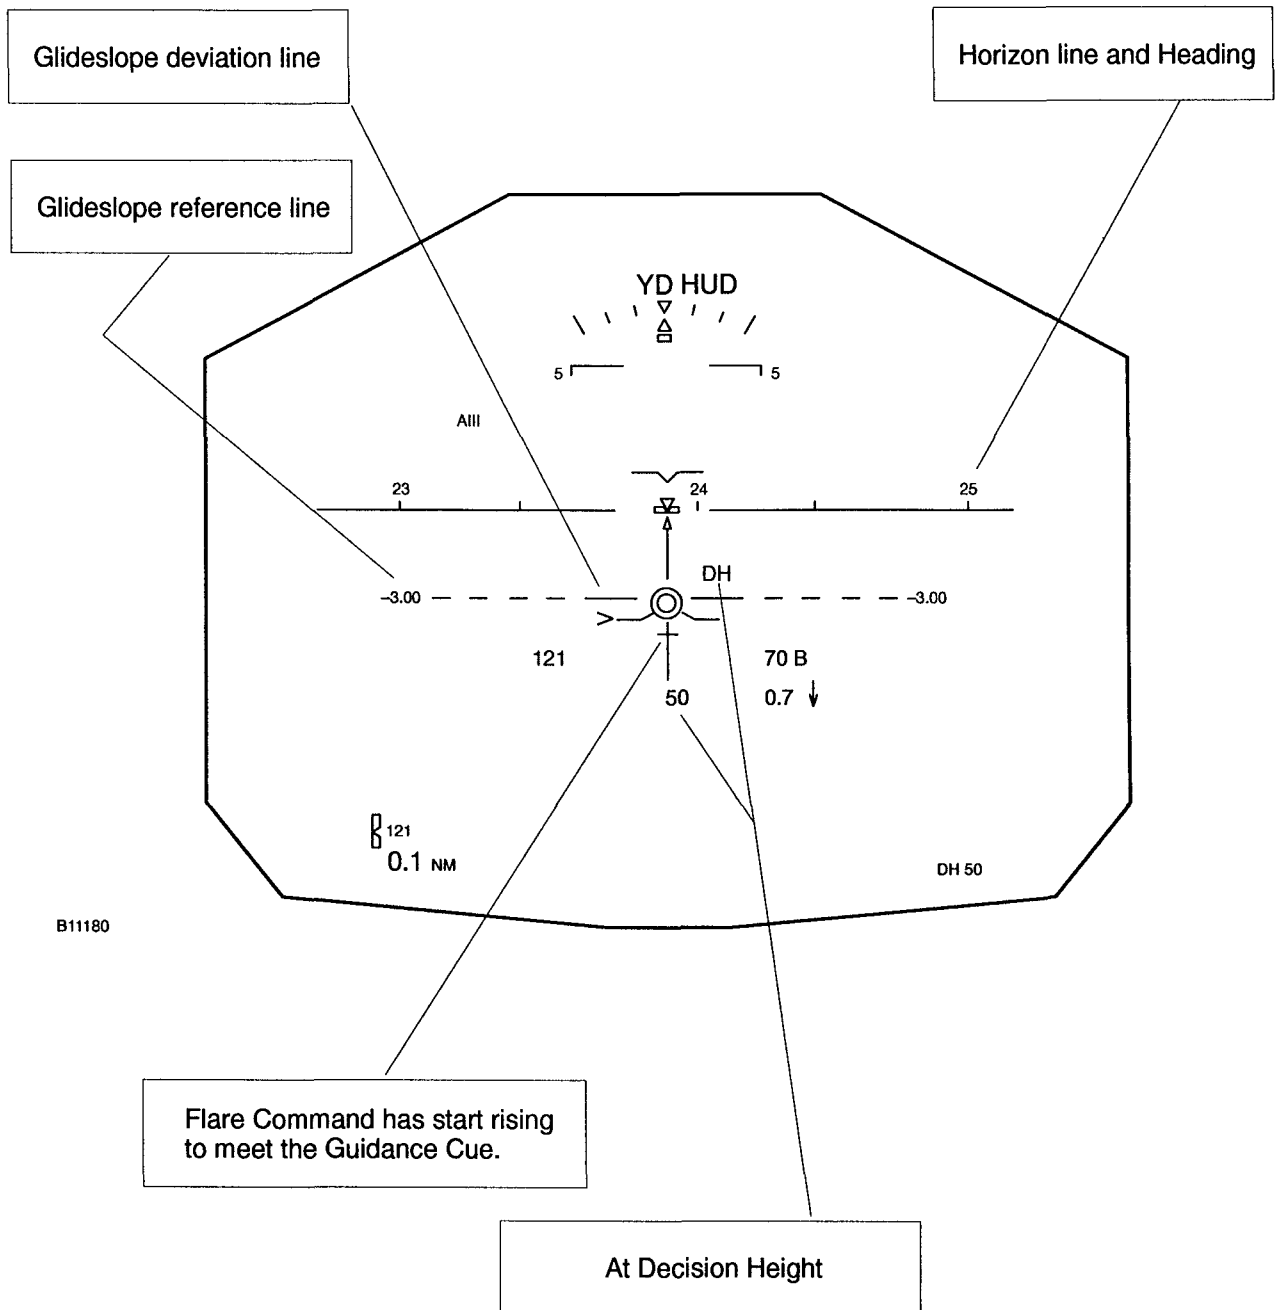 Glideslope deviation line
Horizon line and Heading
Glideslope reference line
YD HUD
5 5
AIII
23 24 25
DH
-3.00 -3.00
121 70 B
50 0.7
121
0.1 NM
DH 50
B11180
Flare Command has start rising
to meet the Guidance Cue.
At Decision Height